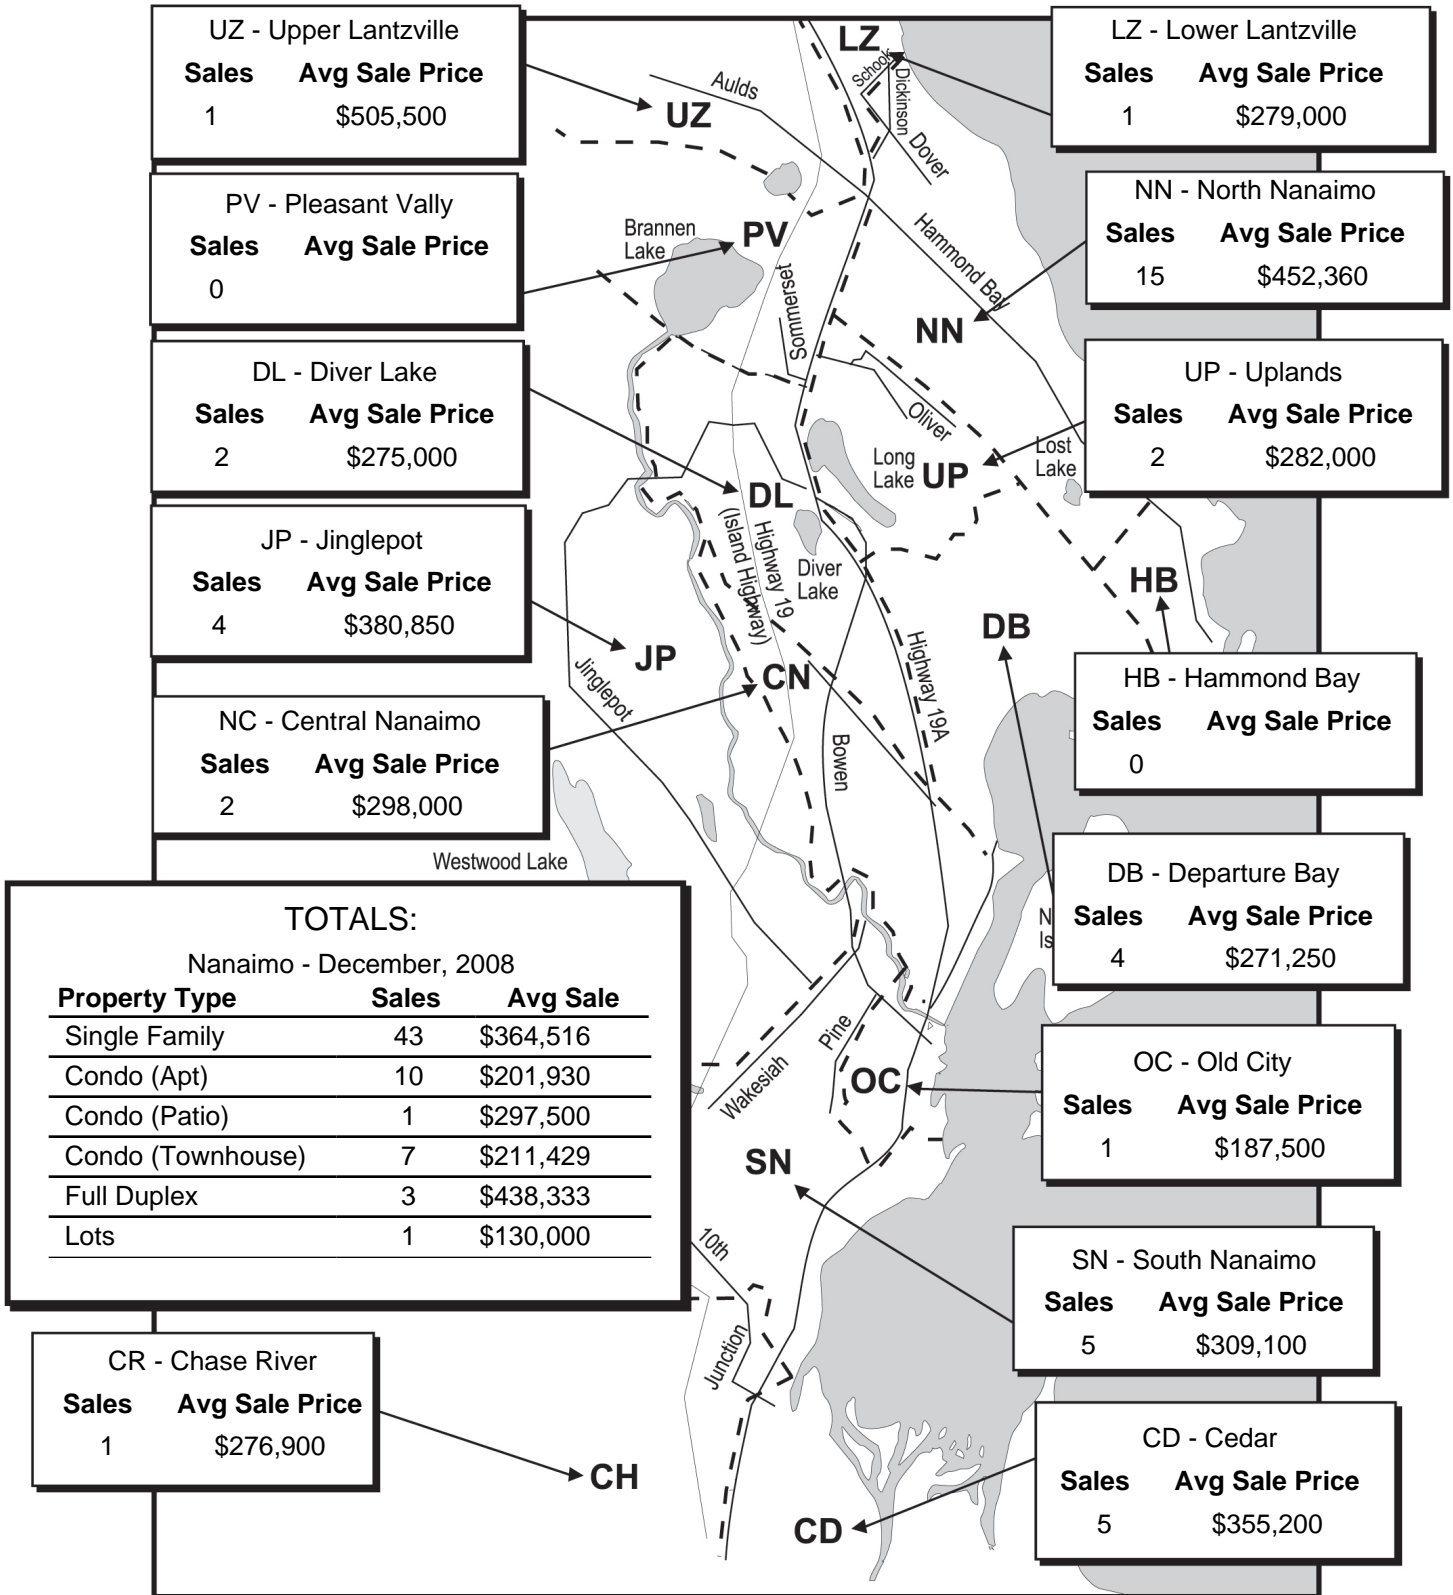 UZ - Upper Lantzville
Sales Avg Sale Price
1 $505,500
PV - Pleasant Vally
Sales Avg Sale Price
0
DL - Diver Lake
Sales Avg Sale Price
2 $275,000
JP - Jinglepot
Sales Avg Sale Price
4 $380,850
NC - Central Nanaimo
Sales Avg Sale Price
2 $298,000
TOTALS:
Nanaimo - December, 2008
Property Type Sales Avg Sale
Single Family 43 $364,516
Condo (Apt) 10 $201,930
Condo (Patio) 1 $297,500
Condo (Townhouse) 7 $211,429
Full Duplex 3 $438,333
Lots 1 $130,000
CR - Chase River
Sales Avg Sale Price
1 $276,900
LZ - Lower Lantzville
Sales Avg Sale Price
1 $279,000
NN - North Nanaimo
Sales Avg Sale Price
15 $452,360
UP - Uplands
Sales Avg Sale Price
2 $282,000
HB - Hammond Bay
Sales Avg Sale Price
0
DB - Departure Bay
Sales Avg Sale Price
4 $271,250
OC - Old City
Sales Avg Sale Price
1 $187,500
SN - South Nanaimo
Sales Avg Sale Price
5 $309,100
CD - Cedar
Sales Avg Sale Price
5 $355,200
LZ
School
Dickinson
Dover
Aulds
UZ
Brannen
Lake
PV
Hammond Bay
Sommerset
NN
Oliver
Long
Lake
UP
Lost
Lake
DL
Highway 19
(Island Highway)
Diver
Lake
HB
DB
JP
Jinglepot
CN
Highway 19A
Bowen
Westwood Lake
N
Is
Pine
Wakesiah
OC
SN
10th
Junction
CH
CD